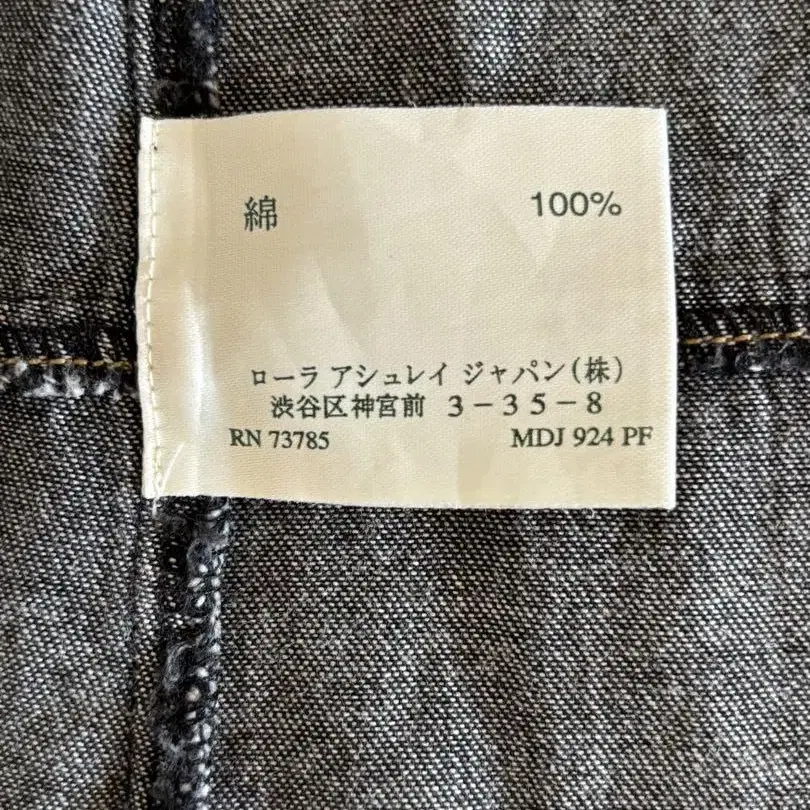 綿 100%
ローラ アシュレイ ジャパン(株)
渋谷区神宮前 3-35-8
RN 73785 MDJ 924 PF